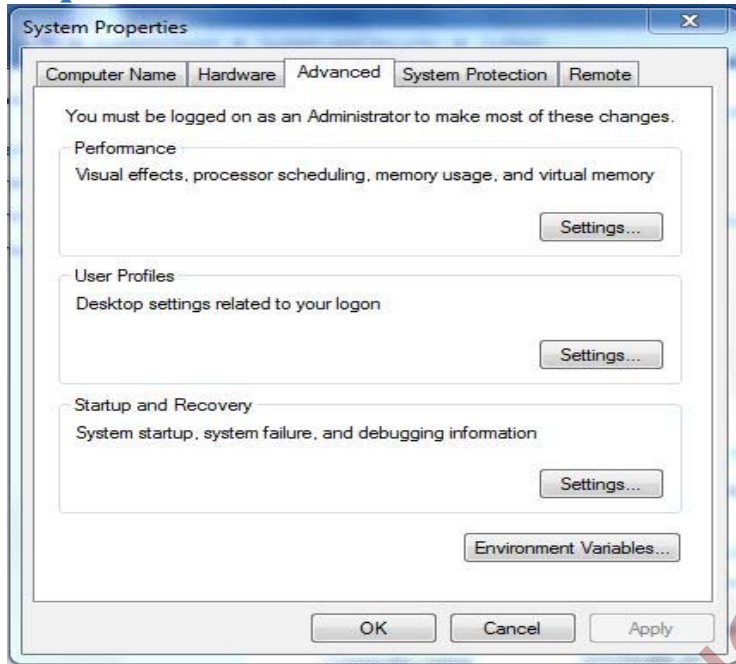 System Properties
Computer Name Hardware Advanced System Protection Remote
You must be logged on as an Administrator to make most of these changes.
Performance
Visual effects, processor scheduling, memory usage, and virtual memory
Settings...
User Profiles
Desktop settings related to your logon
Settings...
Startup and Recovery
System startup, system failure, and debugging information
Settings...
Environment Variables...
OK Cancel Apply